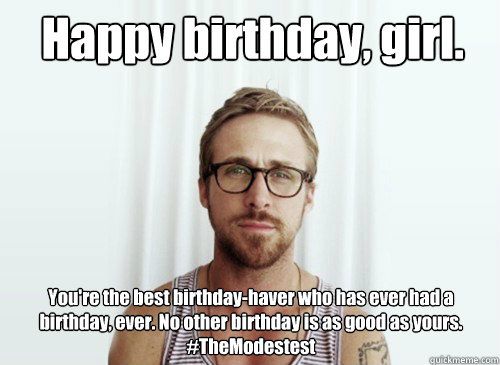 Happy birthday, girl.
You're the best birthday-haver who has ever had a
birthday, ever. No other birthday is as good as yours.
#TheModestest
quickmeme.com